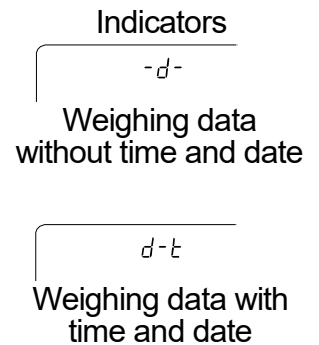 Indicators
-d-
Weighing data
without time and date
d-t
Weighing data with
time and date